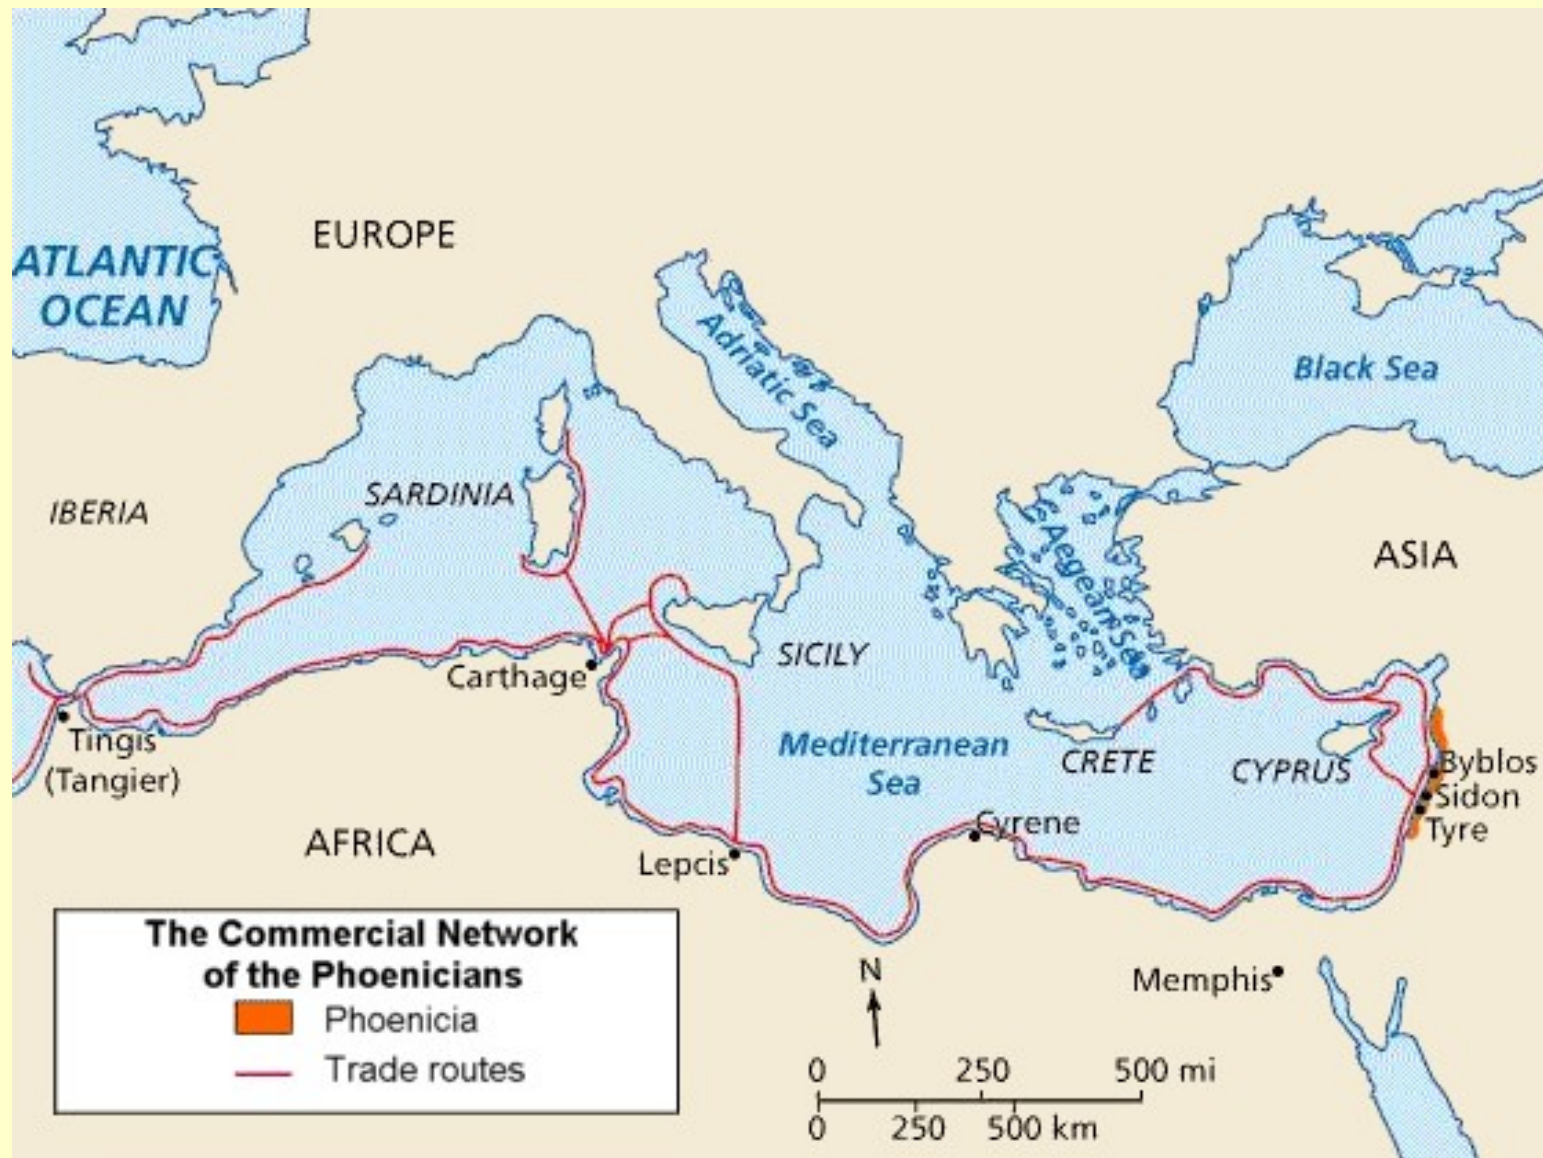 EUROPE
ATLANTIC
OCEAN
Adriatic Sea
Black Sea
IBERIA
SARDINIA
Aegean Sea
ASIA
SICILY
Carthage
Tingis
(Tangier)
Mediterranean
Sea
CRETE
CYPRUS
Byblos
Sidon
Tyre
AFRICA
Lepcis
Cyrene
Memphis
N
0 250 500 mi
0 250 500 km
The Commercial Network
of the Phoenicians
Phoenicia
Trade routes